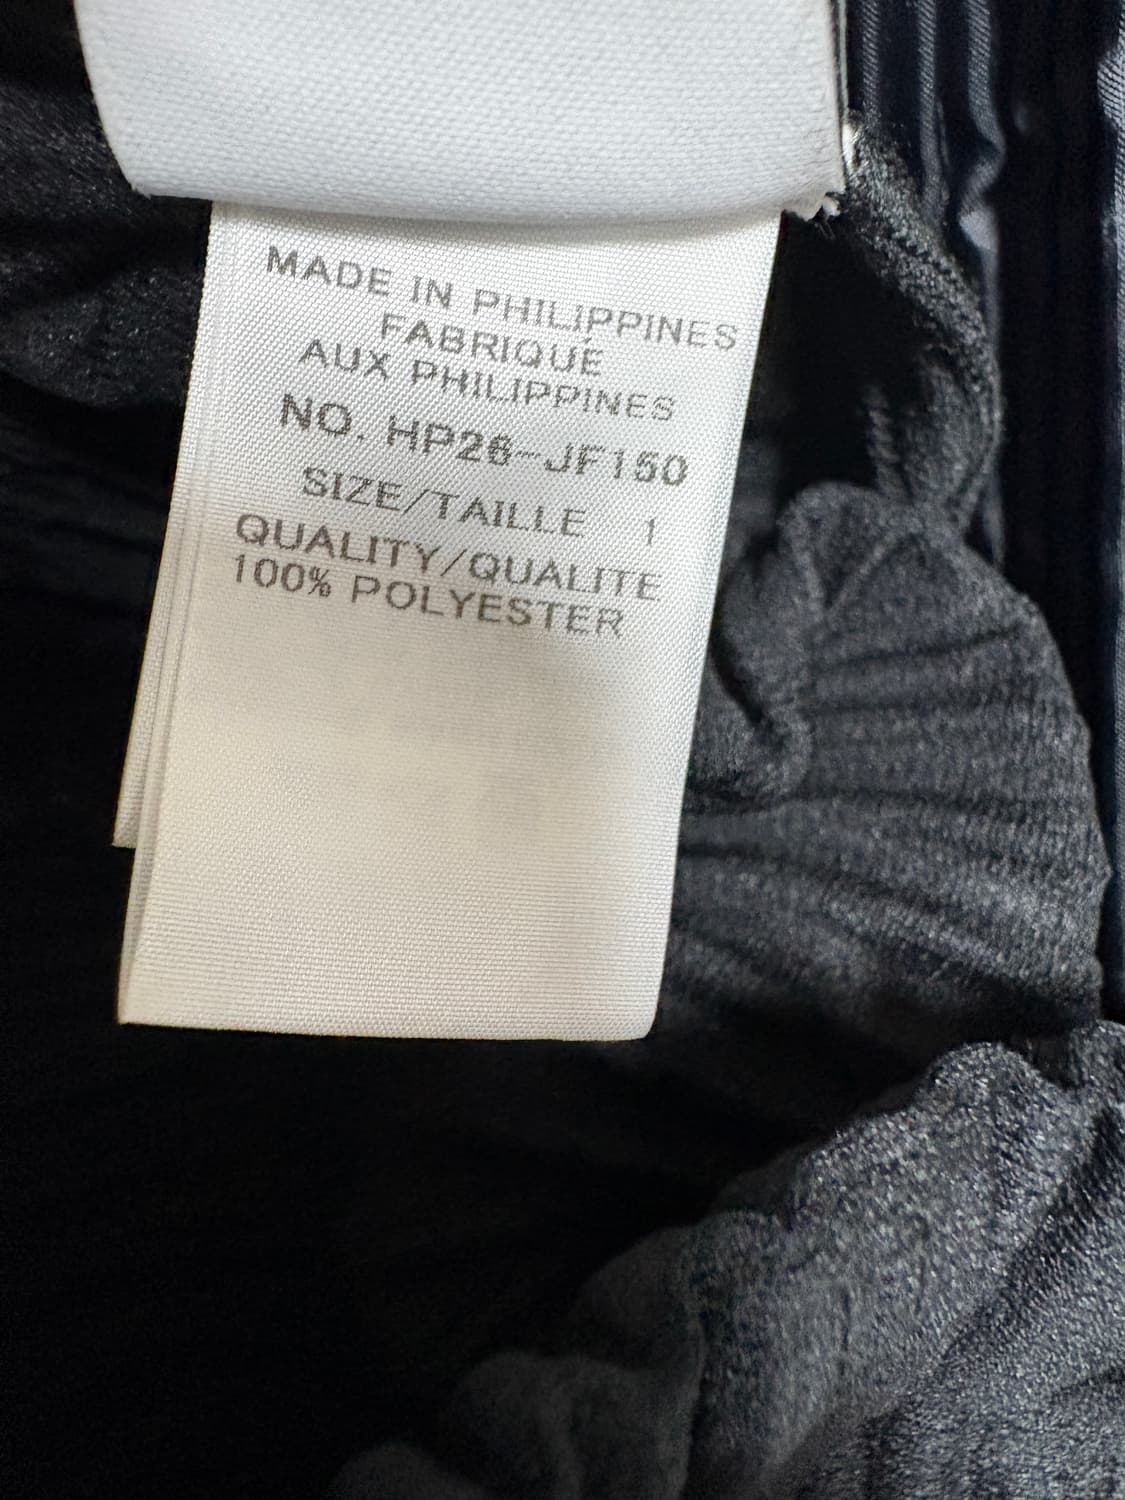 MADE IN PHILIPPINES
FABRIQUÉ
AUX PHILIPPINES
NO. HP26-JF150
SIZE/TAILLE 1
QUALITY/QUALITE
100% POLYESTER